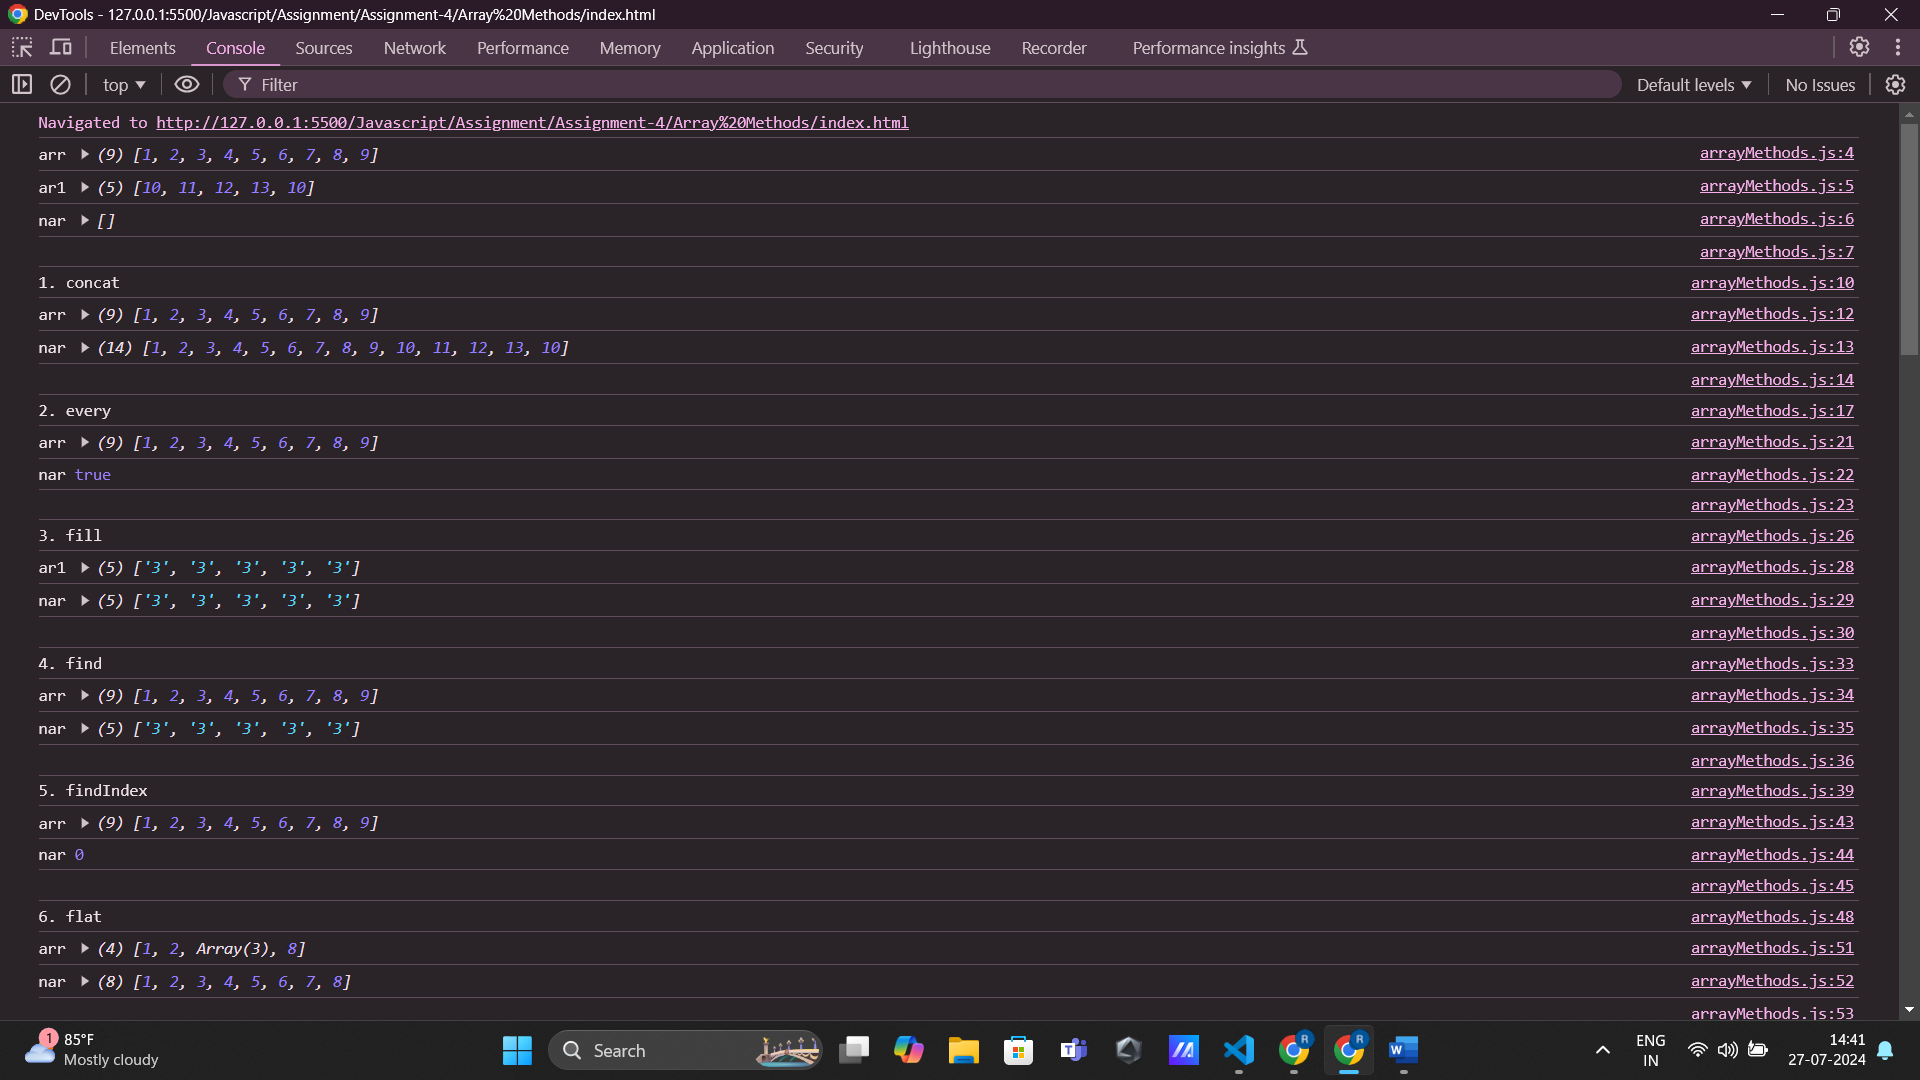 DevTools - 127.0.0.1:5500/Javascript/Assignment/Assignment-4/Array%20Methods/index.html
Elements Console Sources Network Performance Memory Application Security Lighthouse Recorder Performance insights
top Filter Default levels No Issues
Navigated to http://127.0.0.1:5500/Javascript/Assignment/Assignment-4/Array%20Methods/index.html
arr (9) [1, 2, 3, 4, 5, 6, 7, 8, 9] arrayMethods.js:4
ar1 (5) [10, 11, 12, 13, 10] arrayMethods.js:5
nar [] arrayMethods.js:6
arrayMethods.js:7
1. concat arrayMethods.js:10
arr (9) [1, 2, 3, 4, 5, 6, 7, 8, 9] arrayMethods.js:12
nar (14) [1, 2, 3, 4, 5, 6, 7, 8, 9, 10, 11, 12, 13, 10] arrayMethods.js:13
arrayMethods.js:14
2. every arrayMethods.js:17
arr (9) [1, 2, 3, 4, 5, 6, 7, 8, 9] arrayMethods.js:21
nar true arrayMethods.js:22
arrayMethods.js:23
3. fill arrayMethods.js:26
ar1 (5) ['3', '3', '3', '3', '3'] arrayMethods.js:28
nar (5) ['3', '3', '3', '3', '3'] arrayMethods.js:29
arrayMethods.js:30
4. find arrayMethods.js:33
arr (9) [1, 2, 3, 4, 5, 6, 7, 8, 9] arrayMethods.js:34
nar (5) ['3', '3', '3', '3', '3'] arrayMethods.js:35
arrayMethods.js:36
5. findIndex arrayMethods.js:39
arr (9) [1, 2, 3, 4, 5, 6, 7, 8, 9] arrayMethods.js:43
nar 0 arrayMethods.js:44
arrayMethods.js:45
6. flat arrayMethods.js:48
arr (4) [1, 2, Array(3), 8] arrayMethods.js:51
nar (8) [1, 2, 3, 4, 5, 6, 7, 8] arrayMethods.js:52
arrayMethods.js:53
1 85°F
Mostly cloudy
Search
T
R
R
W
ENG
IN
14:41
27-07-2024